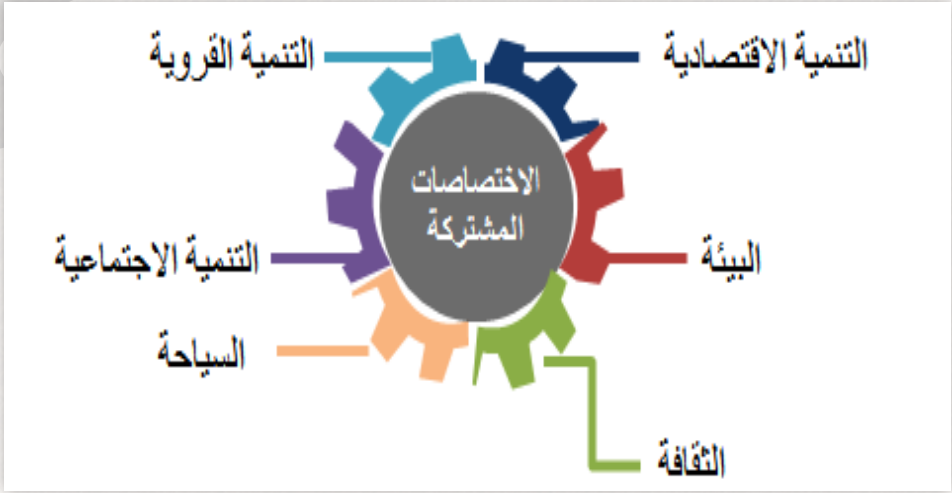 التنمية الاقتصادية
التنمية القروية
الاختصاصات
المشتركة
البيئة
التنمية الاجتماعية
السياحة
الثقافة